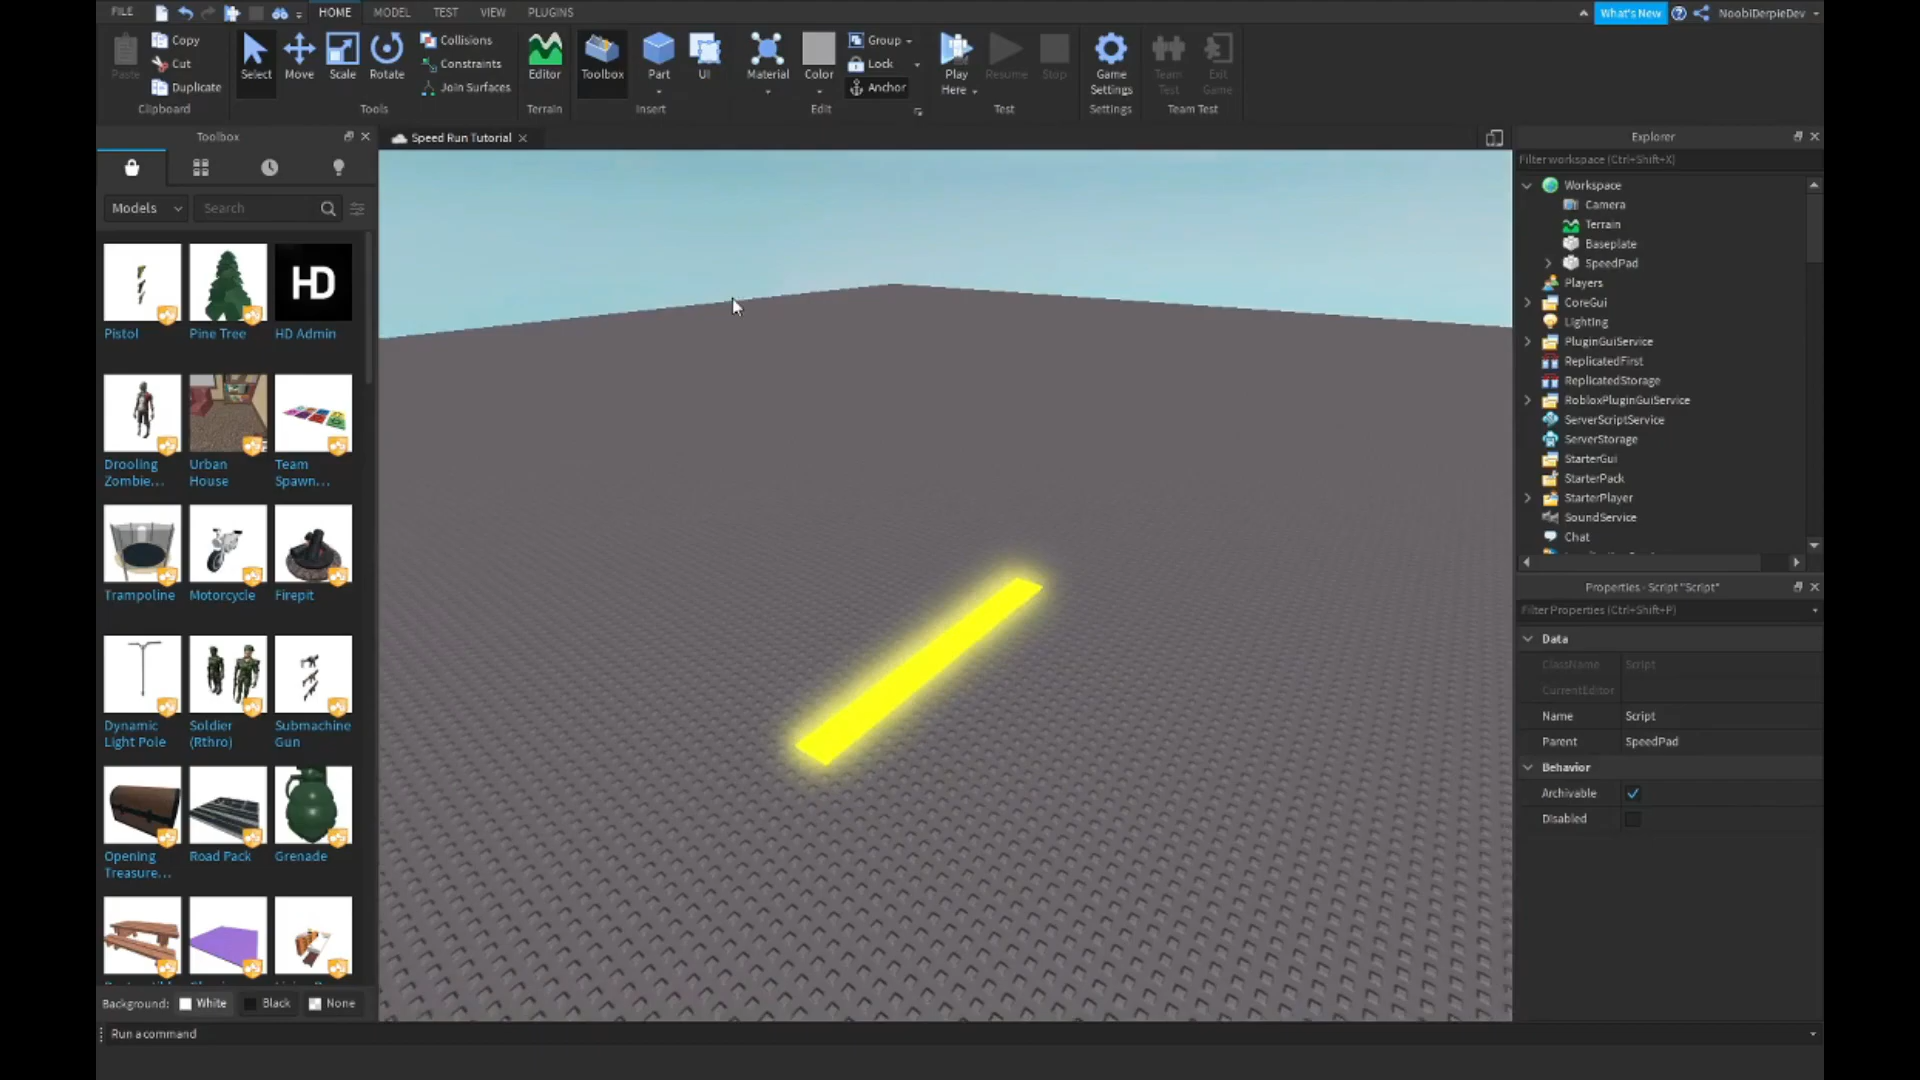 FILE HOME MODEL TEST VIEW PLUGINS What's New NoobiDerpieDev
Paste Copy Cut Duplicate Clipboard
Select Move Scale Rotate Collisions Constraints Join Surfaces Tools
Editor Terrain
Toolbox Part UI Insert
Material Color Group Lock Anchor Edit
Play Here Resume Stop Test
Game Settings Settings
Team Test Exit Game Team Test
Toolbox
Models Search
Pistol Pine Tree HD HD Admin
Drooling Zombie... Urban House Team Spawn...
Trampoline Motorcycle Firepit
Dynamic Light Pole Soldier (Rthro) Submachine Gun
Opening Treasure... Road Pack Grenade
Background: White Black None
Run a command
Speed Run Tutorial
Explorer
Filter workspace (Ctrl+Shift+X)
Workspace
Camera
Terrain
Baseplate
SpeedPad
Players
CoreGui
Lighting
PluginGuiService
ReplicatedFirst
ReplicatedStorage
RobloxPluginGuiService
ServerScriptService
ServerStorage
StarterGui
StarterPack
StarterPlayer
SoundService
Chat
Properties - Script "Script"
Filter Properties (Ctrl+Shift+P)
Data
ClassName Script
CurrentEditor
Name Script
Parent SpeedPad
Behavior
Archivable
Disabled